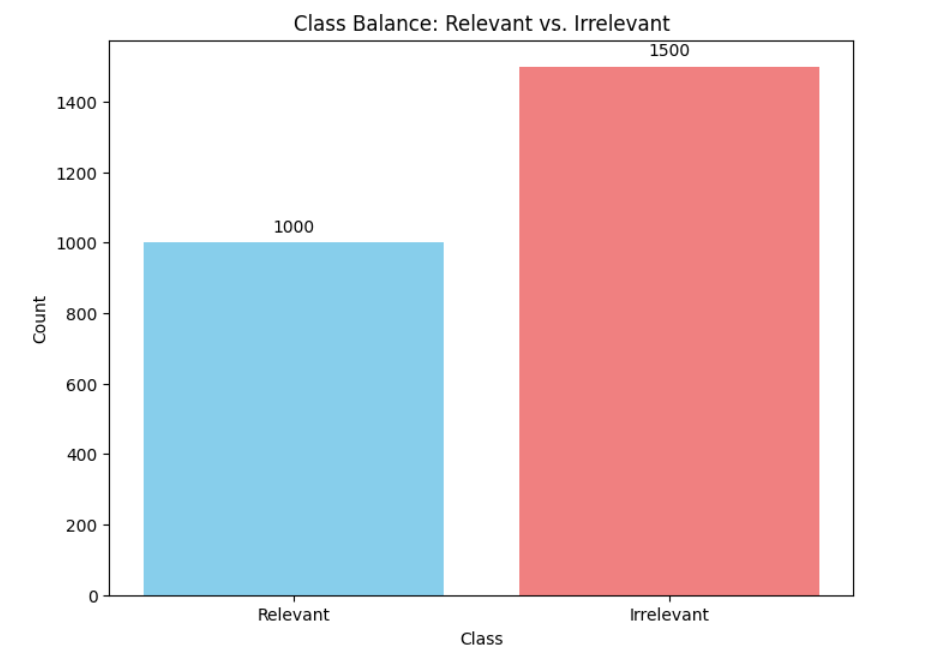 Class Balance: Relevant vs. Irrelevant
1500
1400
1200
1000
1000
800
600
400
200
0
Count
Relevant
Irrelevant
Class